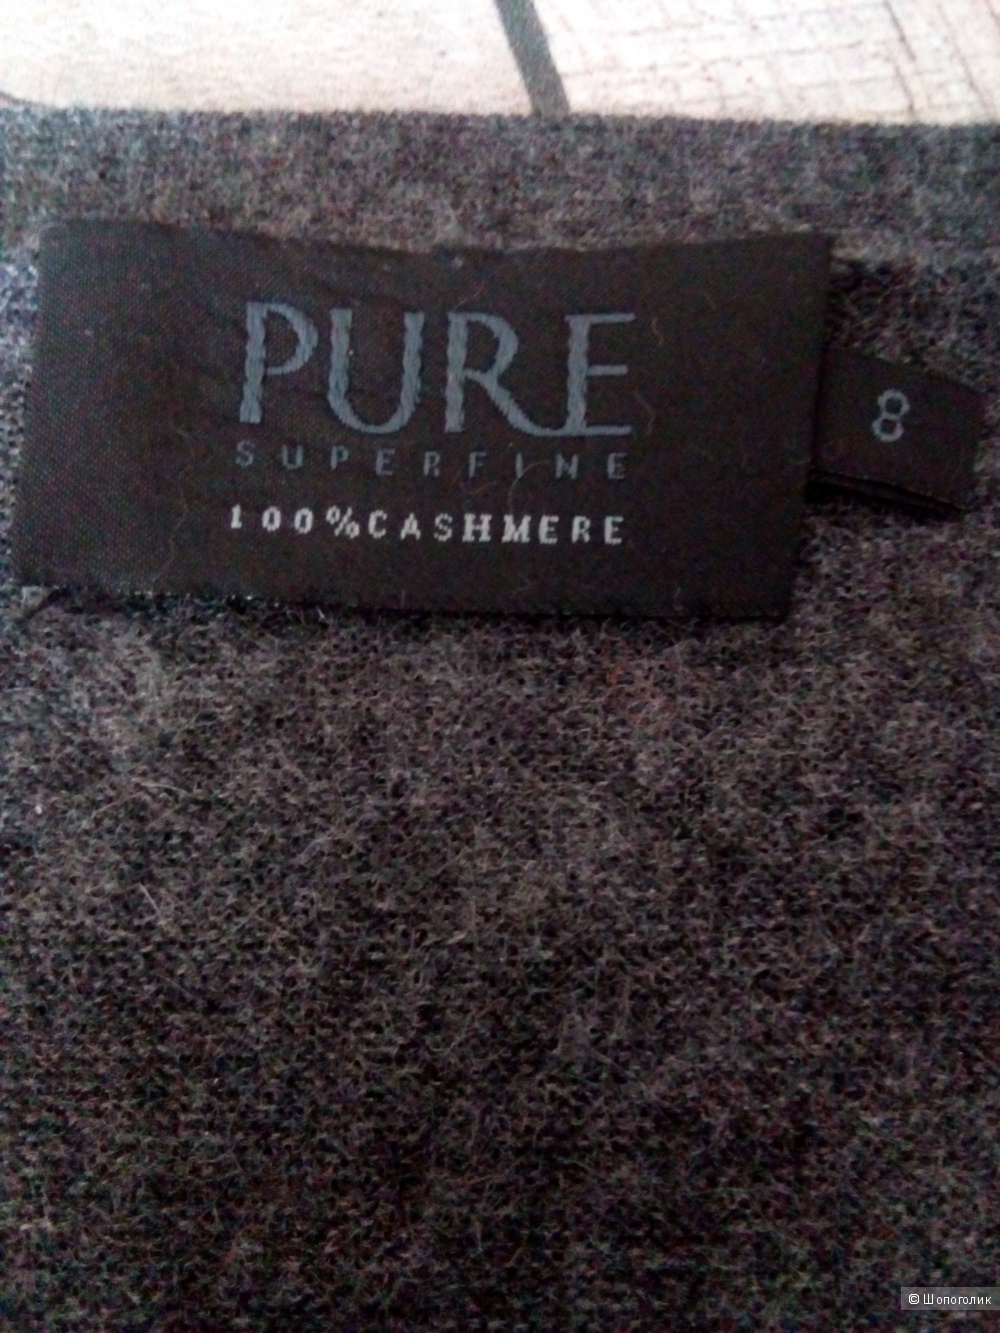 PURE
SUPERFINE
100%CASHMERE
8
© Шопоголик